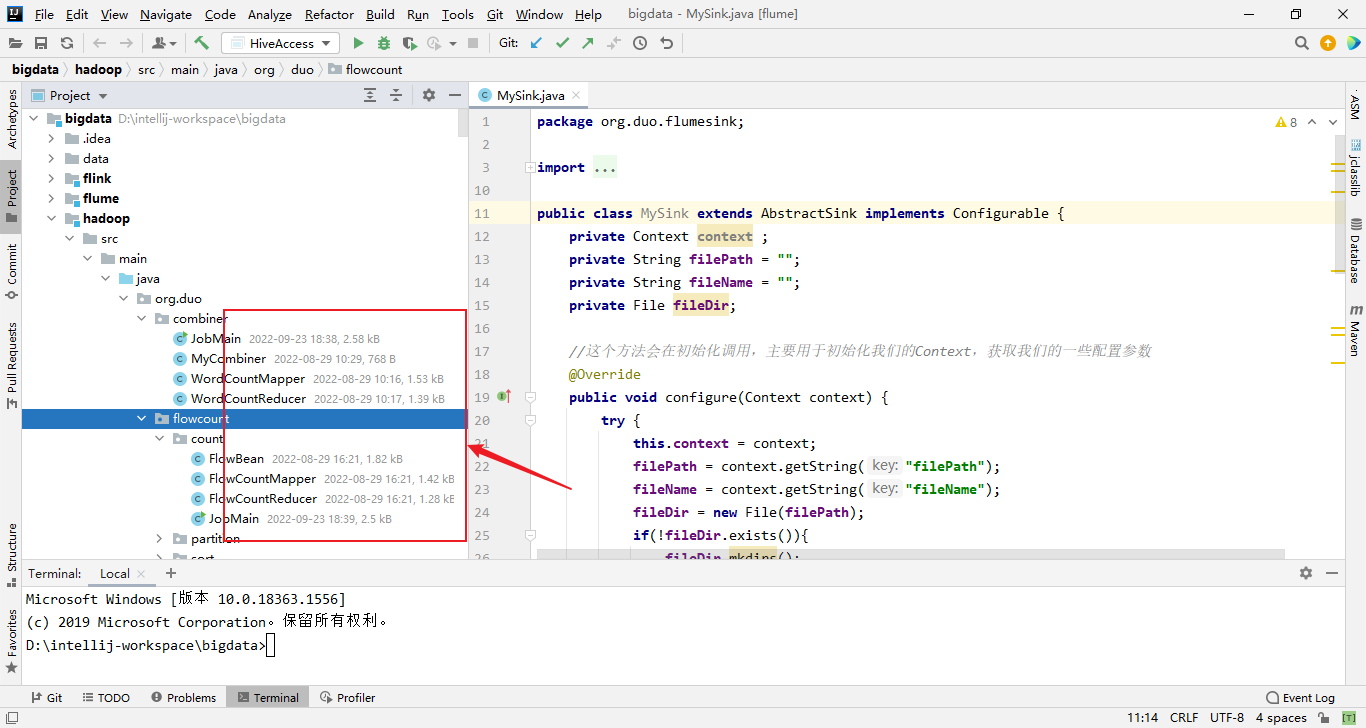 File Edit View Navigate Code Analyze Refactor Build Run Tools Git Window Help bigdata - MySink.java [flume]
HiveAccess Git:
bigdata hadoop src main java org duo flowcount
Archetypes
Project
Commit
Pull Requests
Structure
Favorites
Project
bigdata D:\intellij-workspace\bigdata
.idea
data
flink
flume
hadoop
src
main
java
org.duo
combiner
JobMain 2022-09-23 18:38, 2.58 kB
MyCombiner 2022-08-29 10:29, 768 B
WordCountMapper 2022-08-29 10:16, 1.53 kB
WordCountReducer 2022-08-29 10:17, 1.39 kB
flowcount
count
FlowBean 2022-08-29 16:21, 1.82 kB
FlowCountMapper 2022-08-29 16:21, 1.42 kB
FlowCountReducer 2022-08-29 16:21, 1.28 kB
JobMain 2022-09-23 18:39, 2.5 kB
partition
sort
MySink.java
8
1 package org.duo.flumesink;
2
3 import ...
10
11 public class MySink extends AbstractSink implements Configurable {
12 private Context context ;
13 private String filePath = "";
14 private String fileName = "";
15 private File fileDir;
16
17 //这个方法会在初始化调用，主要用于初始化我们的Context，获取我们的一些配置参数
18 @Override
19 public void configure(Context context) {
20 try {
21 this.context = context;
22 filePath = context.getString( key: "filePath");
23 fileName = context.getString( key: "fileName");
24 fileDir = new File(filePath);
25 if(!fileDir.exists()){
26 fileDir.mkdirs();
ASM
jclasslib
Database
m Maven
Terminal: Local
Microsoft Windows [版本 10.0.18363.1556]
(c) 2019 Microsoft Corporation。保留所有权利。
D:\intellij-workspace\bigdata>
Git TODO Problems Terminal Profiler Event Log
11:14 CRLF UTF-8 4 spaces [T]